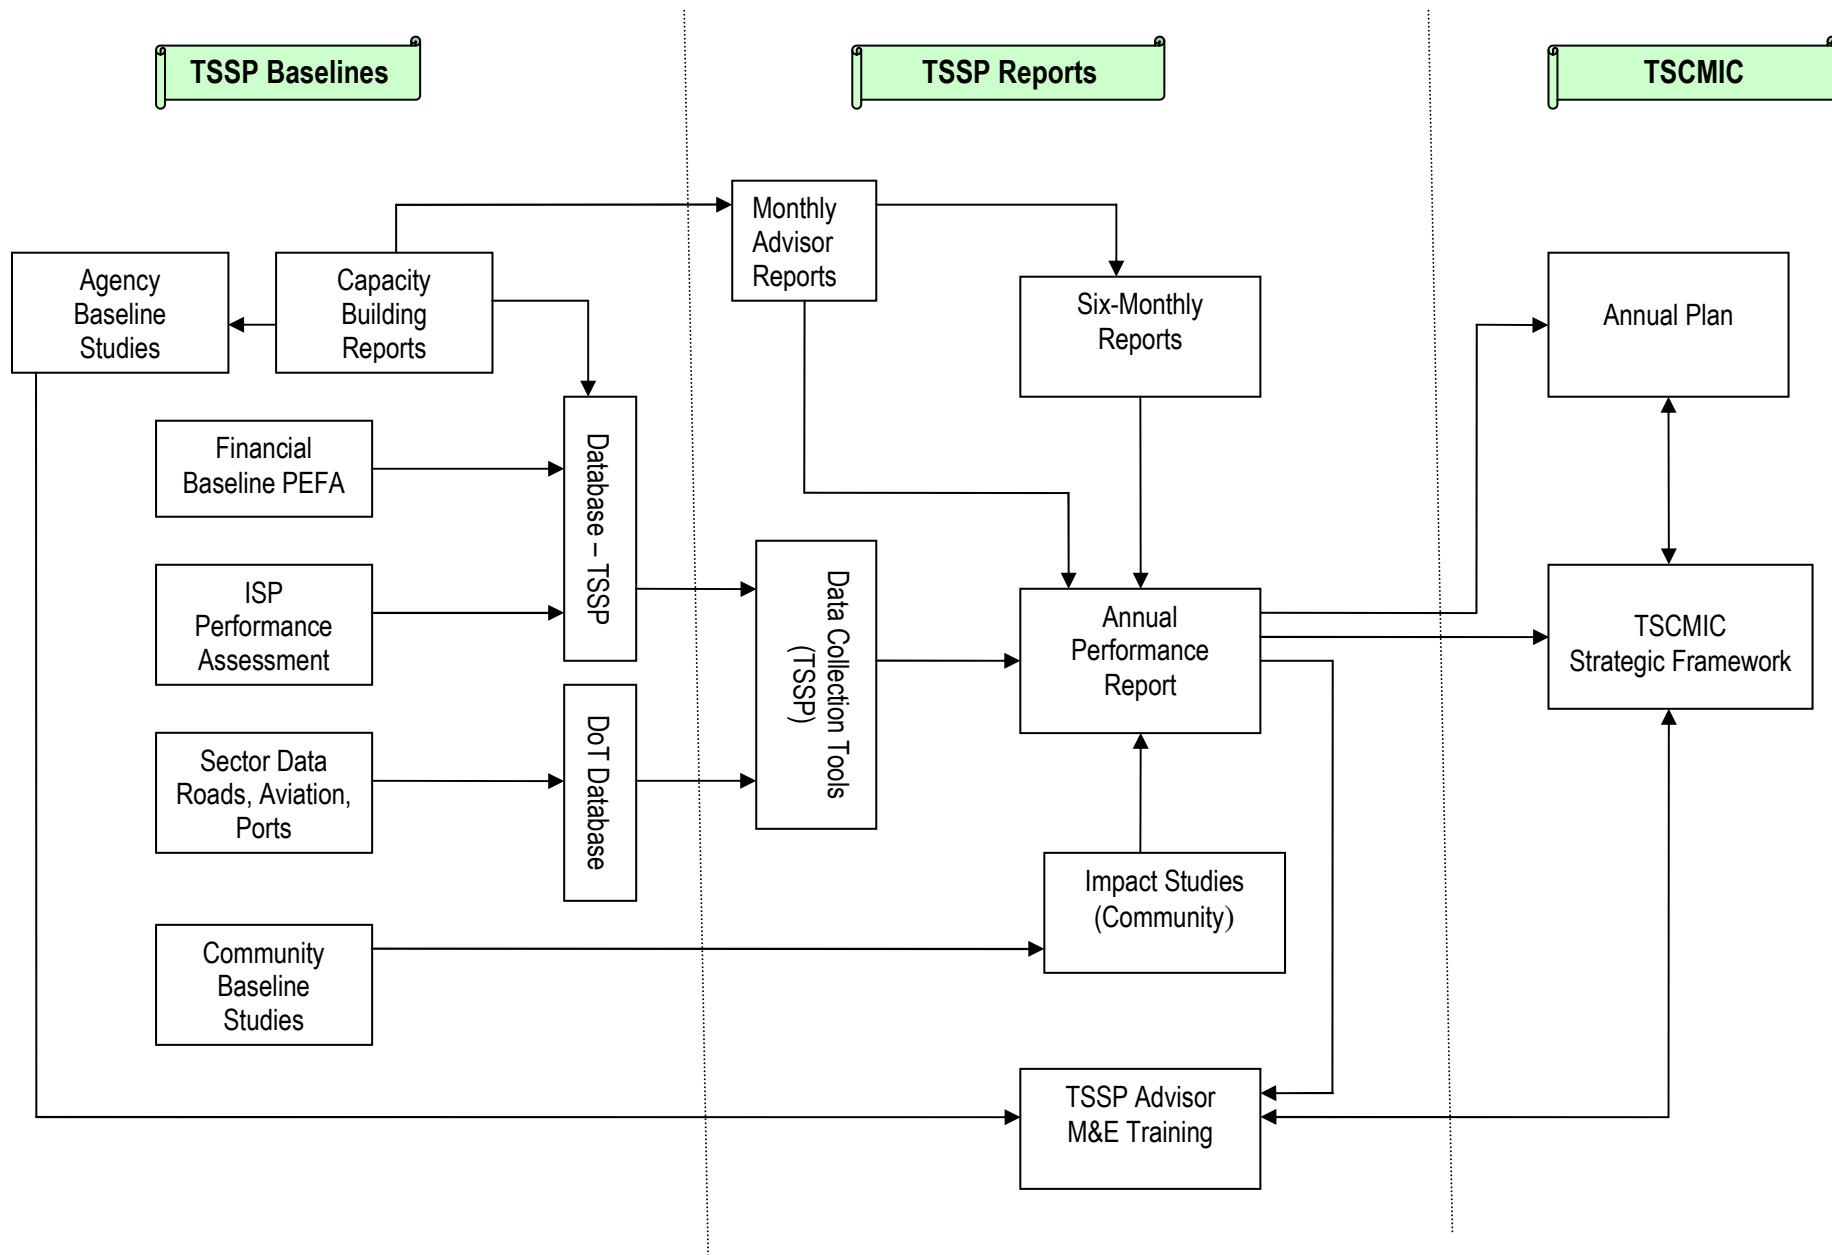 TSSP Baselines
TSSP Reports
TSCMIC
Agency
Baseline
Studies
Capacity
Building
Reports
Monthly
Advisor
Reports
Six-Monthly
Reports
Annual Plan
Financial
Baseline PEFA
Database – TSSP
ISP
Performance
Assessment
Data Collection Tools
(TSSP)
Annual
Performance
Report
TSCMIC
Strategic Framework
Sector Data
Roads, Aviation,
Ports
DoT Database
Impact Studies
(Community)
Community
Baseline
Studies
TSSP Advisor
M&E Training